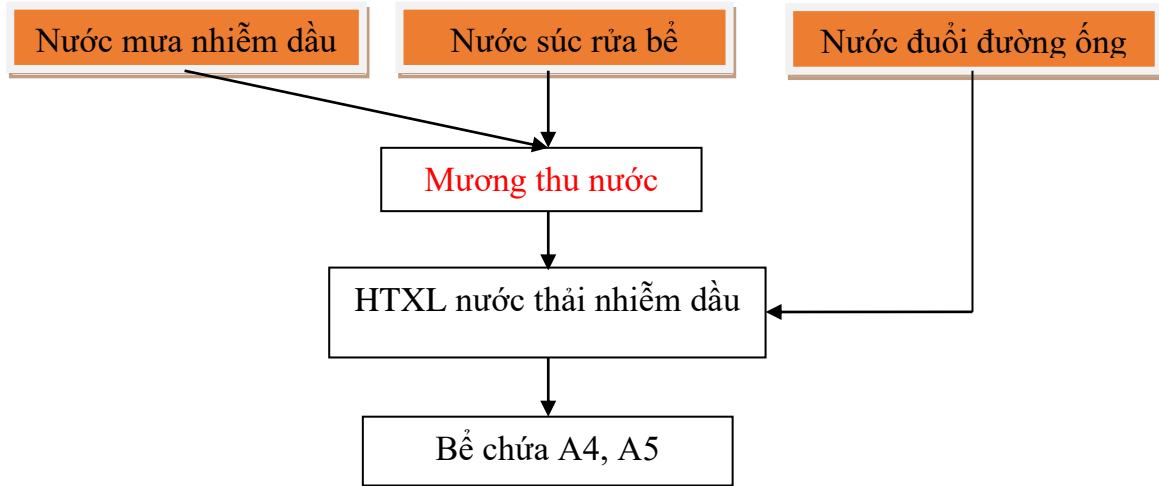 Nước mưa nhiễm dầu
Nước súc rửa bể
Nước đuổi đường ống
Mương thu nước
HTXL nước thải nhiễm dầu
Bể chứa A4, A5